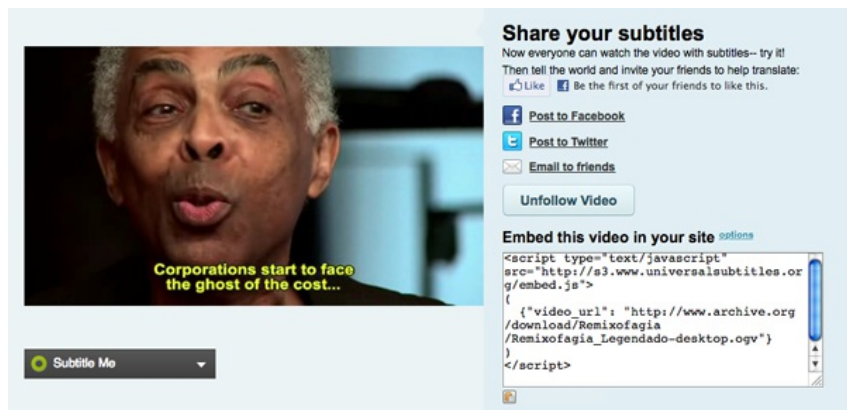 Corporations start to face
the ghost of the cost...
Subtitle Me
Share your subtitles
Now everyone can watch the video with subtitles-- try it!
Then tell the world and invite your friends to help translate:
Like Be the first of your friends to like this.
Post to Facebook
Post to Twitter
Email to friends
Unfollow Video
Embed this video in your site options
<script type="text/javascript"
src="http://s3.www.universalsubtitles.or
g/embed.js">
(
{"video_url": "http://www.archive.org
/download/Remixofagia
/Remixofagia_Legendado-desktop.ogv"}
)
</script>